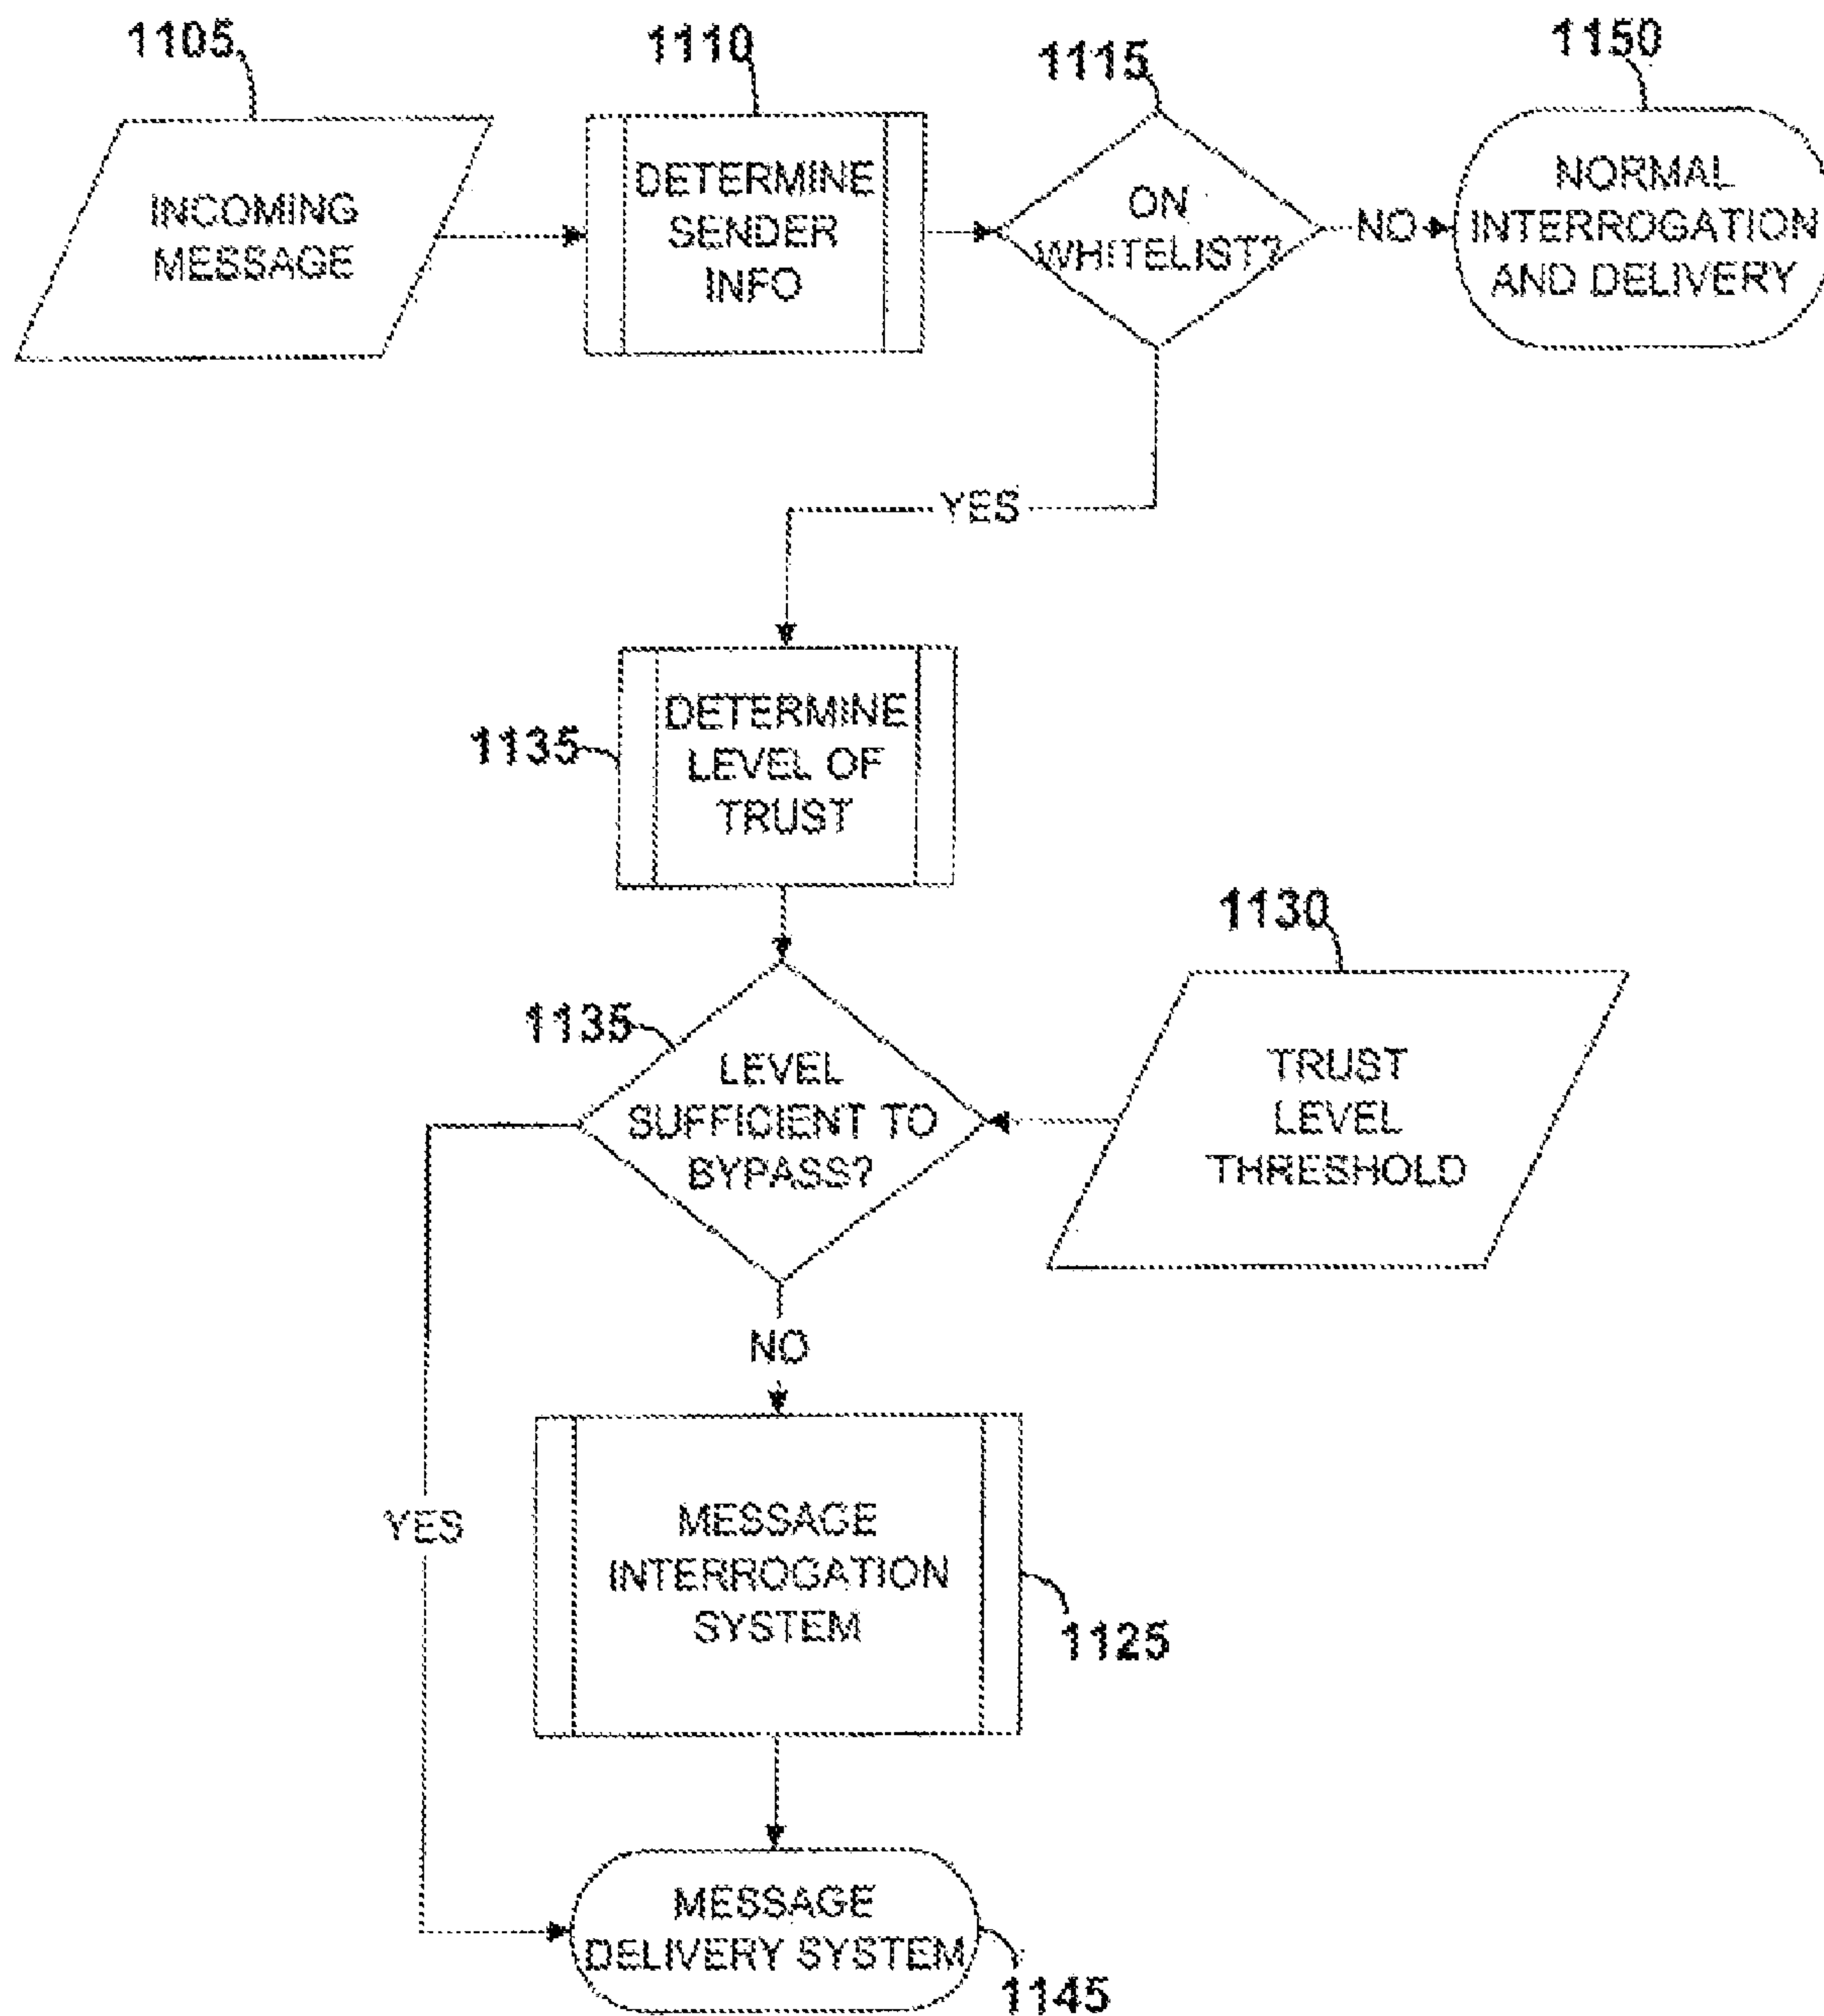 1105
1110
1115
1150
INCOMING
MESSAGE
DETERMINE
SENDER
INFO
ON
WHITELIST?
NO
NORMAL
INTERROGATION
AND DELIVERY
YES
1135
DETERMINE
LEVEL OF
TRUST
1130
1135
LEVEL
SUFFICIENT TO
BYPASS?
TRUST
LEVEL
THRESHOLD
NO
YES
MESSAGE
INTERROGATION
SYSTEM
1125
MESSAGE
DELIVERY SYSTEM
1145